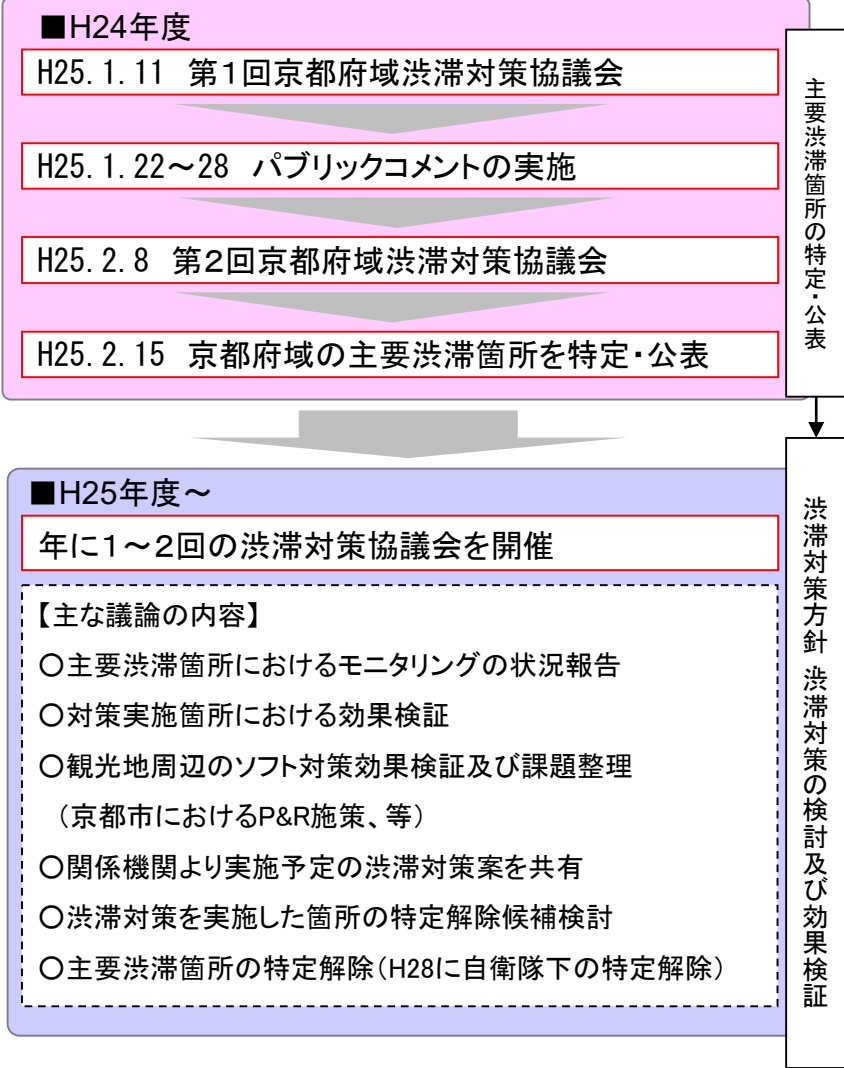 ■H24年度
H25.1.11 第1回京都府域渋滞対策協議会
H25.1.22～28 パブリックコメントの実施
H25.2.8 第2回京都府域渋滞対策協議会
H25.2.15 京都府域の主要渋滞箇所を特定・公表
主要渋滞箇所の特定・公表
■H25年度～
年に1～2回の渋滞対策協議会を開催
【主な議論の内容】
○主要渋滞箇所におけるモニタリングの状況報告
○対策実施箇所における効果検証
○観光地周辺のソフト対策効果検証及び課題整理
（京都市におけるP&R施策、等）
○関係機関より実施予定の渋滞対策案を共有
○渋滞対策を実施した箇所の特定解除候補検討
○主要渋滞箇所の特定解除（H28に自衛隊下の特定解除）
渋滞対策方針・渋滞対策の検討及び効果検証